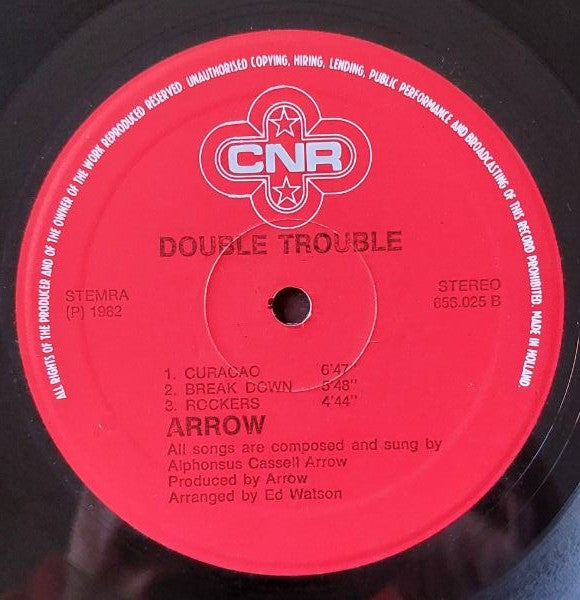 ALL RIGHTS OF THE PRODUCER AND OF THE OWNER OF THE WORK REPRODUCED RESERVED. UNAUTHORISED COPYING, HIRING, LENDING, PUBLIC PERFORMANCE AND BROADCASTING OF THIS RECORD PROHIBITED. MADE IN HOLLAND.
CNR
DOUBLE TROUBLE
STEMRA
(P) 1982
STEREO
656.025 B
1. CURACAO 6'47"
2. BREAK DOWN 5'48"
3. ROCKERS 4'44"
ARROW
All songs are composed and sung by
Alphonsus Cassell Arrow
Produced by Arrow
Arranged by Ed Watson